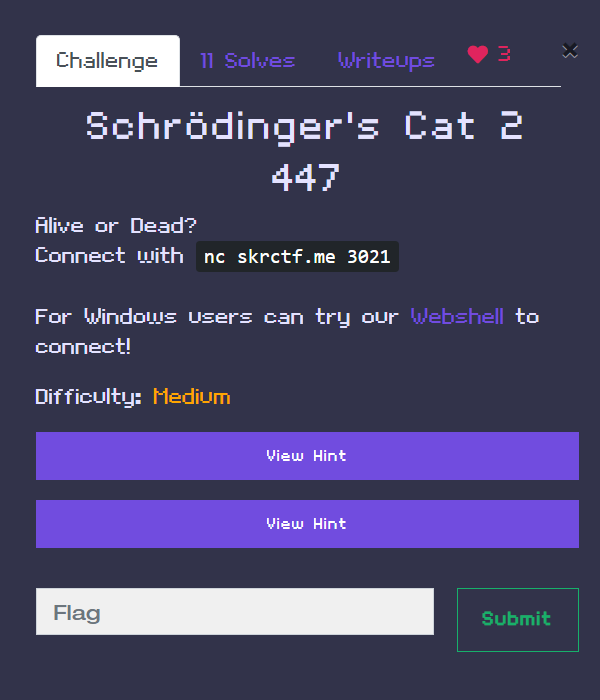 Challenge 11 Solves Writeups 3 ×
Schrödinger's Cat 2
447
Alive or Dead?
Connect with nc skrctf.me 3021
For Windows users can try our Webshell to
connect!
Difficulty: Medium
View Hint
View Hint
Flag Submit